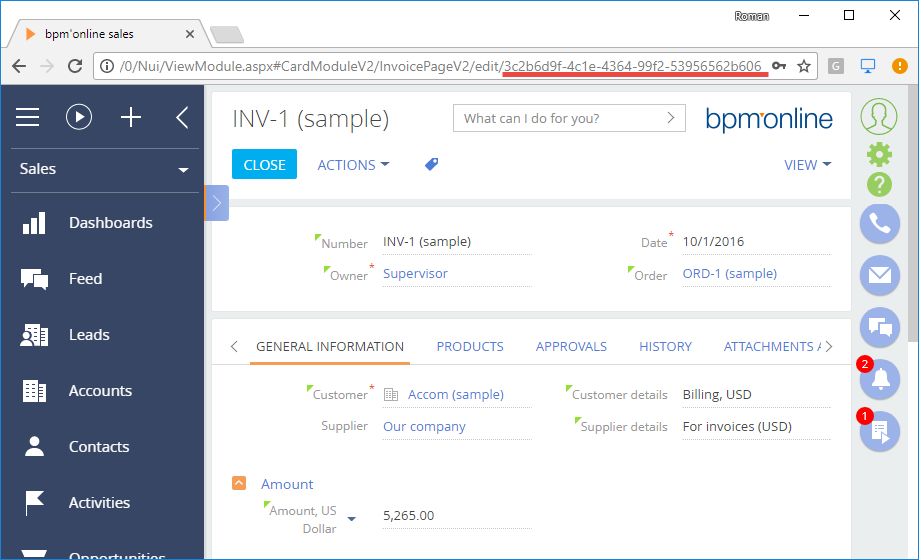 Roman
bpm'online sales
/0/Nui/ViewModule.aspx#CardModuleV2/InvoicePageV2/edit/3c2b6d9f-4c1e-4364-99f2-53956562b606
G
INV-1 (sample)
What can I do for you?
bpm'online
CLOSE
ACTIONS
VIEW
Sales
Dashboards
Feed
Leads
Accounts
Contacts
Activities
Opportunities
Number
INV-1 (sample)
Date*
10/1/2016
Owner*
Supervisor
Order
ORD-1 (sample)
GENERAL INFORMATION
PRODUCTS
APPROVALS
HISTORY
ATTACHMENTS
Customer*
Accom (sample)
Customer details
Billing, USD
Supplier
Our company
Supplier details
For invoices (USD)
Amount
Amount, US
Dollar
5,265.00
?
2
1